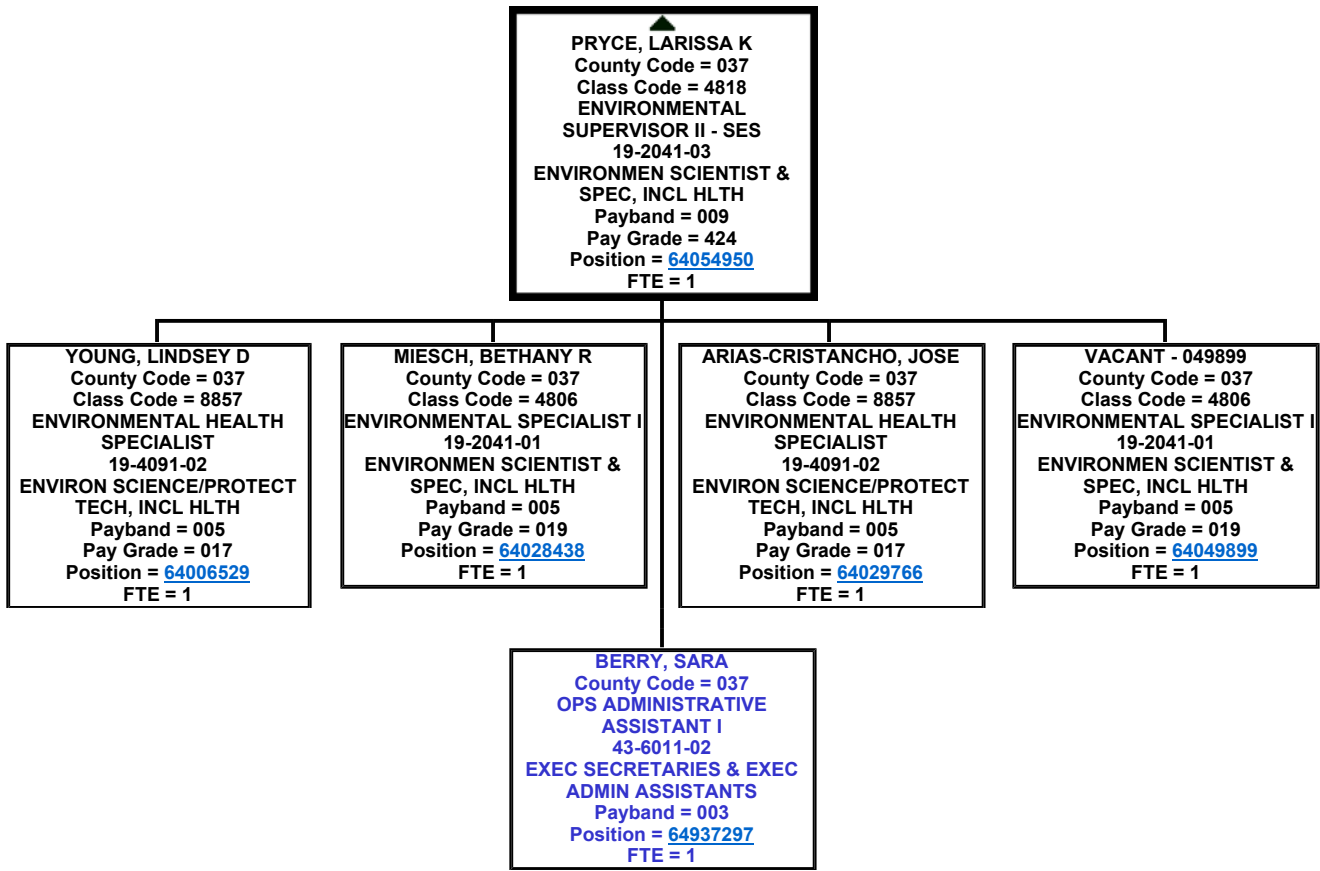 PRYCE, LARISSA K
County Code = 037
Class Code = 4818
ENVIRONMENTAL
SUPERVISOR II - SES
19-2041-03
ENVIRONMEN SCIENTIST &
SPEC, INCL HLTH
Payband = 009
Pay Grade = 424
Position = 64054950
FTE = 1
YOUNG, LINDSEY D
County Code = 037
Class Code = 8857
ENVIRONMENTAL HEALTH
SPECIALIST
19-4091-02
ENVIRON SCIENCE/PROTECT
TECH, INCL HLTH
Payband = 005
Pay Grade = 017
Position = 64006529
FTE = 1
MIESCH, BETHANY R
County Code = 037
Class Code = 4806
ENVIRONMENTAL SPECIALIST I
19-2041-01
ENVIRONMEN SCIENTIST &
SPEC, INCL HLTH
Payband = 005
Pay Grade = 019
Position = 64028438
FTE = 1
ARIAS-CRISTANCHO, JOSE
County Code = 037
Class Code = 8857
ENVIRONMENTAL HEALTH
SPECIALIST
19-4091-02
ENVIRON SCIENCE/PROTECT
TECH, INCL HLTH
Payband = 005
Pay Grade = 017
Position = 64029766
FTE = 1
VACANT - 049899
County Code = 037
Class Code = 4806
ENVIRONMENTAL SPECIALIST I
19-2041-01
ENVIRONMEN SCIENTIST &
SPEC, INCL HLTH
Payband = 005
Pay Grade = 019
Position = 64049899
FTE = 1
BERRY, SARA
County Code = 037
OPS ADMINISTRATIVE
ASSISTANT I
43-6011-02
EXEC SECRETARIES & EXEC
ADMIN ASSISTANTS
Payband = 003
Position = 64937297
FTE = 1